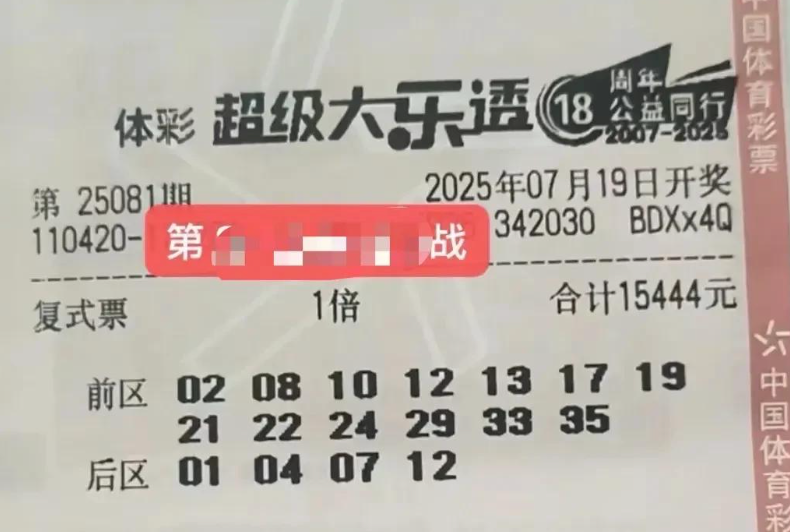 体彩 超级大乐透 18 周年 公益同行 2007-2025
第 25081期 2025年07月19日开奖
110420- 342030 BDXx4Q
第 战
复式票 1倍 合计15444元
前区 02 08 10 12 13 17 19
21 22 24 29 33 35
后区 01 04 07 12
中国体育彩票
中国体育彩